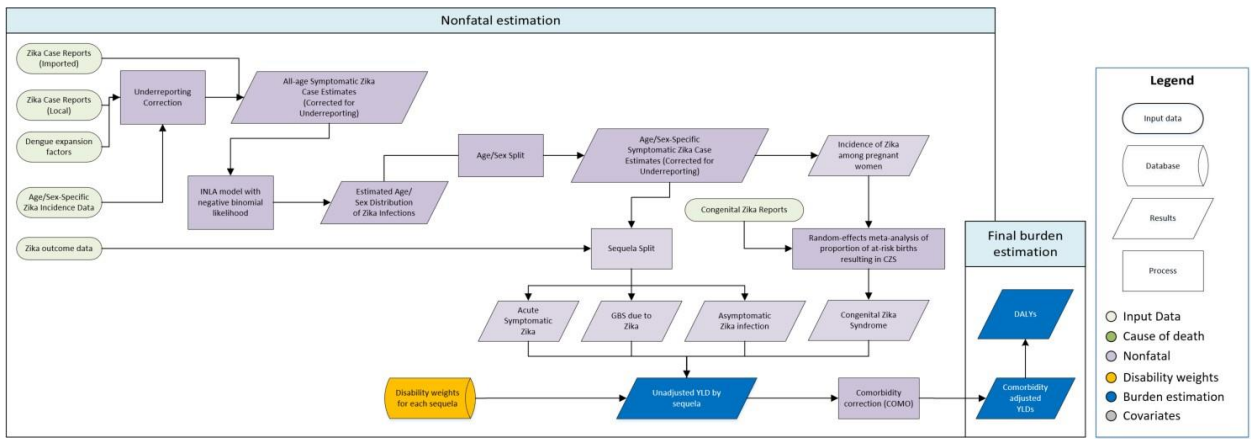 Nonfatal estimation
Zika Case Reports
(Imported)
Zika Case Reports
(Local)
Dengue expansion
factors
Age/Sex-Specific
Zika Incidence Data
Zika outcome data
Underreporting
Correction
All-age Symptomatic Zika
Case Estimates
(Corrected for
Underreporting)
INLA model with
negative binomial
likelihood
Estimated Age/
Sex Distribution
of Zika Infections
Age/Sex Split
Age/Sex-Specific
Symptomatic Zika Case
Estimates (Corrected for
Underreporting)
Incidence of Zika
among pregnant
women
Congenital Zika Reports
Sequela Split
Random-effects meta-analysis of
proportion of at-risk births
resulting in CZS
Acute
Symptomatic
Zika
GBS due to
Zika
Asymptomatic
Zika infection
Congenital Zika
Syndrome
Disability weights
for each sequela
Unadjusted YLD by
sequela
Comorbidity
correction (COMO)
Final burden
estimation
DALYs
Comorbidity
adjusted
YLDs
Legend
Input data
Database
Results
Process
Input Data
Cause of death
Nonfatal
Disability weights
Burden estimation
Covariates